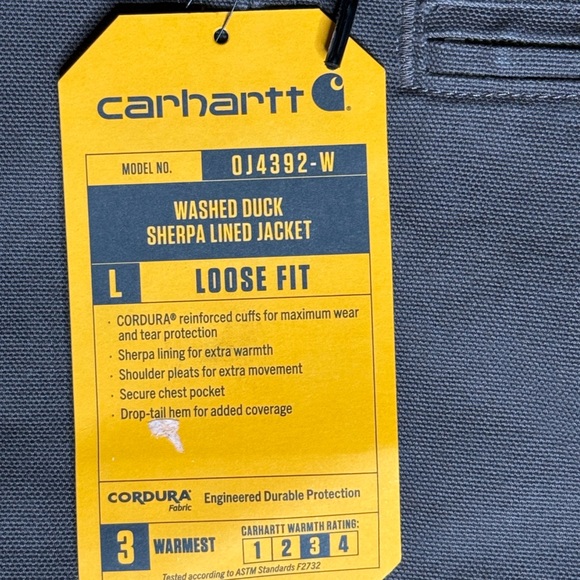 carhartt
MODEL NO. OJ4392-W
WASHED DUCK
SHERPA LINED JACKET
L LOOSE FIT
· CORDURA® reinforced cuffs for maximum wear
and tear protection
· Sherpa lining for extra warmth
· Shoulder pleats for extra movement
· Secure chest pocket
· Drop-tail hem for added coverage
CORDURA® Engineered Durable Protection
Fabric
CARHARTT WARMTH RATING:
3 WARMEST 1 2 3 4
Tested according to ASTM Standards F2732